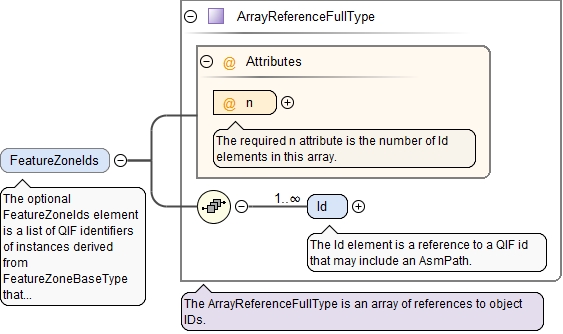 ArrayReferenceFullType
@ Attributes
@ n
The required n attribute is the number of Id
elements in this array.
FeatureZoneIds
The optional
FeatureZoneIds element
is a list of QIF identifiers
of instances derived
from
FeatureZoneBaseType
that...
1..∞
Id
The Id element is a reference to a QIF id
that may include an AsmPath.
The ArrayReferenceFullType is an array of references to object
IDs.